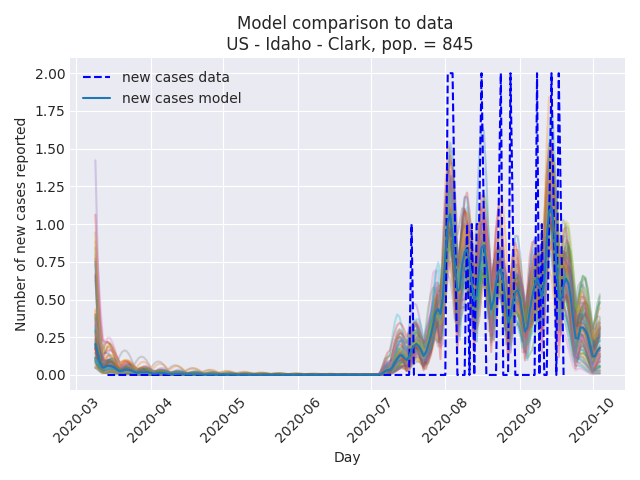 Model comparison to data
US - Idaho - Clark, pop. = 845
new cases data
new cases model
Number of new cases reported
2.00
1.75
1.50
1.25
1.00
0.75
0.50
0.25
0.00
2020-03
2020-04
2020-05
2020-06
2020-07
2020-08
2020-09
2020-10
Day